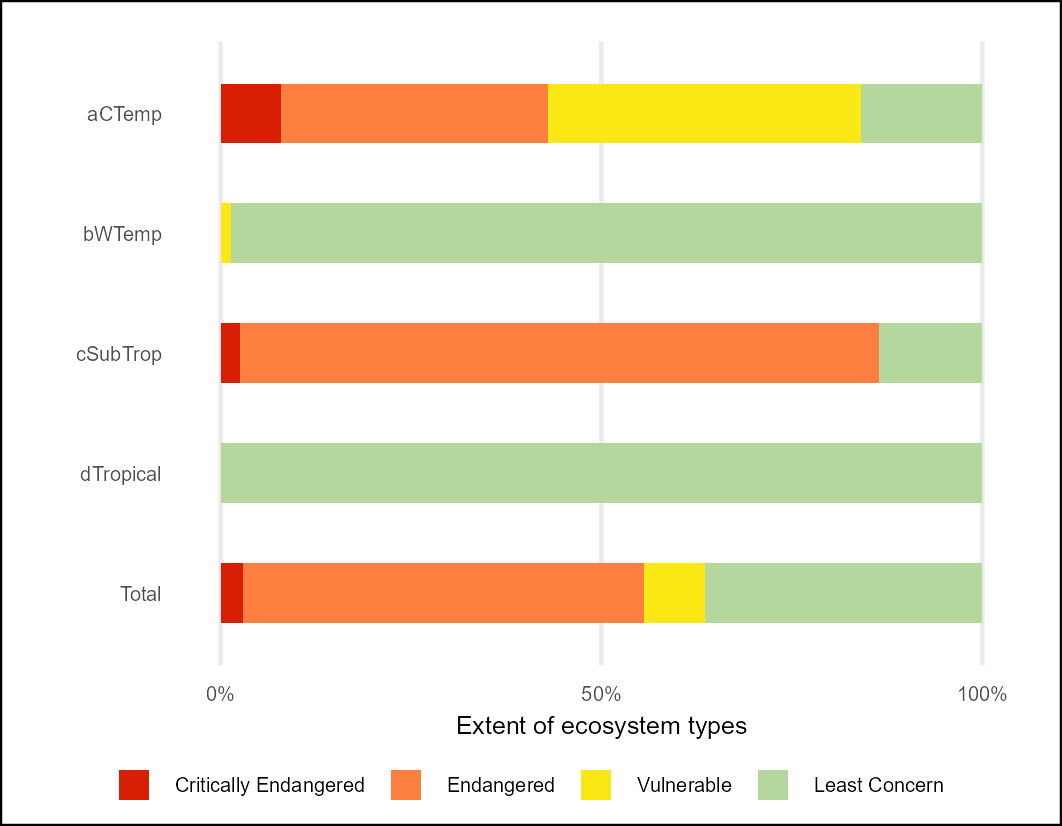 aCTemp
bWTemp
cSubTrop
dTropical
Total
0% 50% 100%
Extent of ecosystem types
Critically Endangered Endangered Vulnerable Least Concern